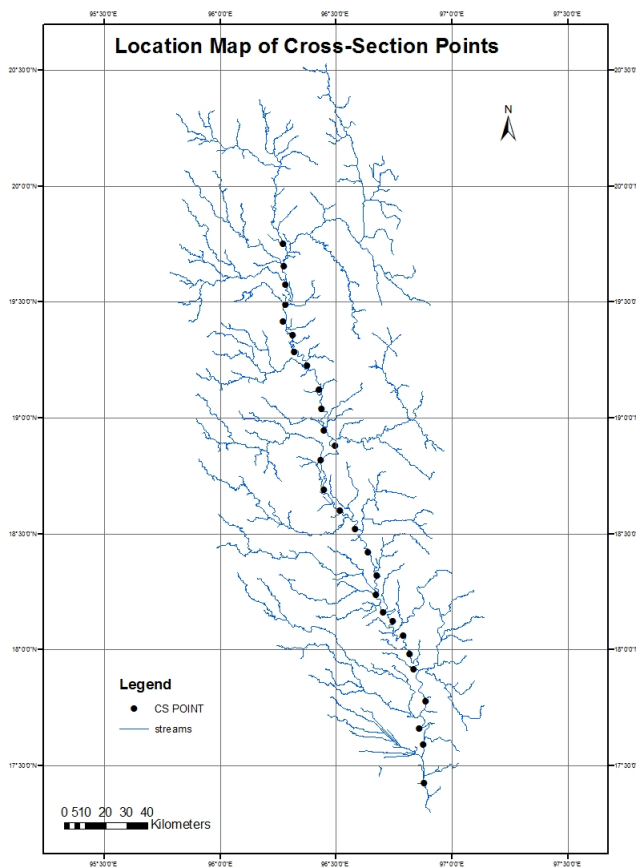 95°30'0"E 96°0'0"E 96°30'0"E 97°0'0"E 97°30'0"E
Location Map of Cross-Section Points
20°30'0"N 20°30'0"
N
20°0'0"N 20°0'0"N
19°30'0"N 19°30'0"
19°0'0"N 19°0'0"N
18°30'0"N 18°30'0"
18°0'0"N 18°0'0"N
Legend
CS POINT
streams
17°30'0"N 17°30'0"
0 510 20 30 40
Kilometers
95°30'0"E 96°0'0"E 96°30'0"E 97°0'0"E 97°30'0"E